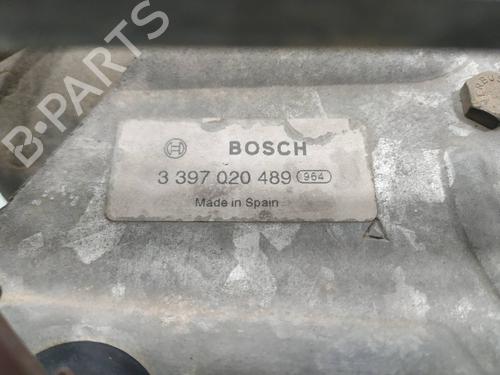 B-PARTS
BOSCH
3 397 020 489 964
Made in Spain